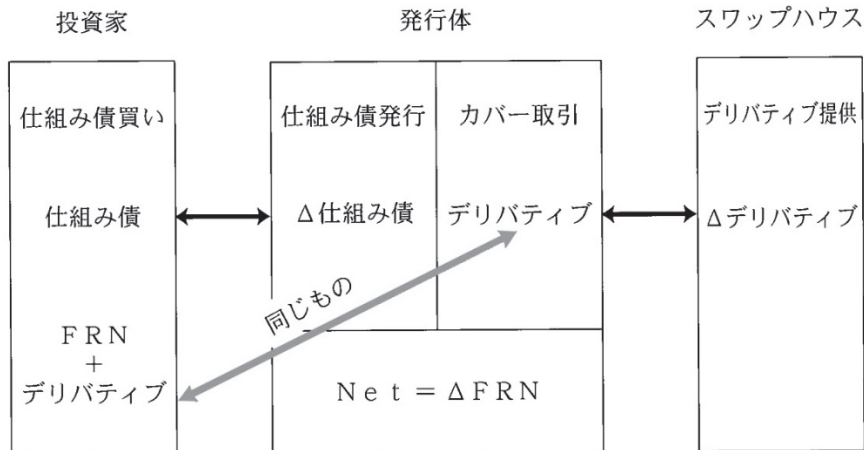 投資家
発行体
スワップハウス
仕組み債買い
仕組み債発行
カバー取引
デリバティブ提供
仕組み債
Δ仕組み債
デリバティブ
Δデリバティブ
同じもの
FRN
+
デリバティブ
Net=ΔFRN